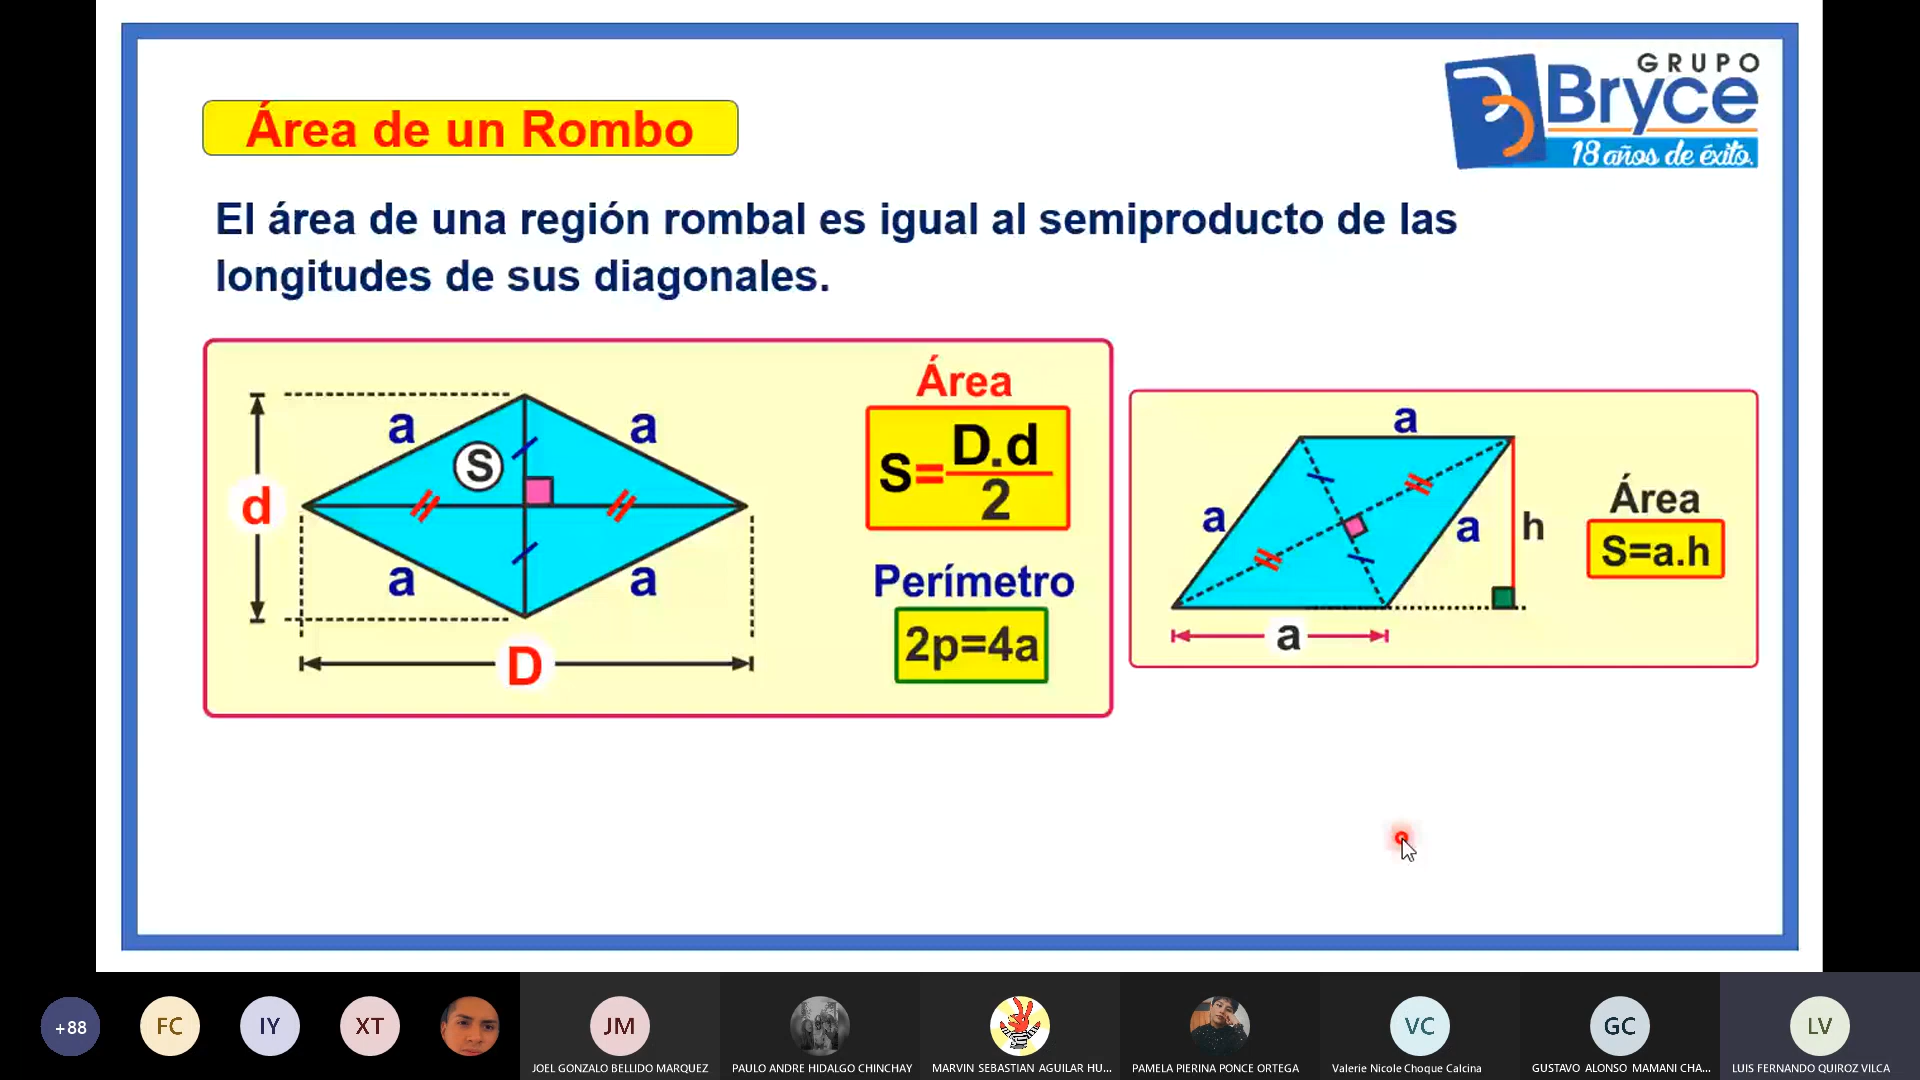 GRUPO
Bryce
18 años de éxito.
Área de un Rombo
El área de una región rombal es igual al semiproducto de las
longitudes de sus diagonales.
d
a
a
S
a
a
D
Área
S=D.d
2
Perímetro
2p=4a
a
a
a
h
a
Área
S=a.h
+88
FC
IY
XT
JM
VC
GC
LV
JOEL GONZALO BELLIDO MARQUEZ
PAULO ANDRE HIDALGO CHINCHAY
MARVIN SEBASTIAN AGUILAR HU...
PAMELA PIERINA PONCE ORTEGA
Valerie Nicole Choque Calcina
GUSTAVO ALONSO MAMANI CHA...
LUIS FERNANDO QUIROZ VILCA